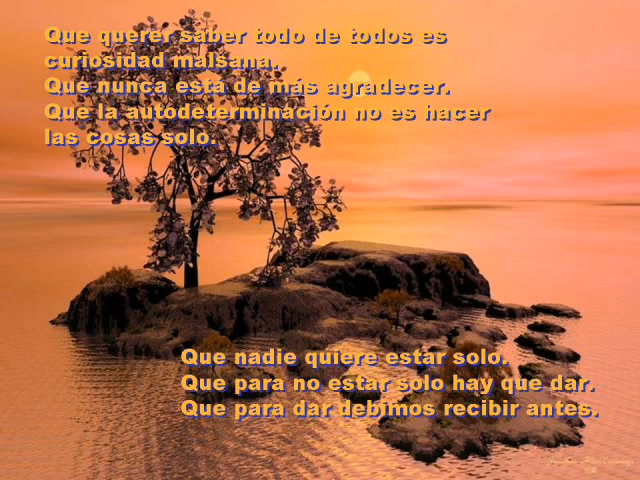 Que querer saber todo de todos es
curiosidad malsana.
Que nunca está de más agradecer.
Que la autodeterminación no es hacer
las cosas solo.
Que nadie quiere estar solo.
Que para no estar solo hay que dar.
Que para dar debimos recibir antes.